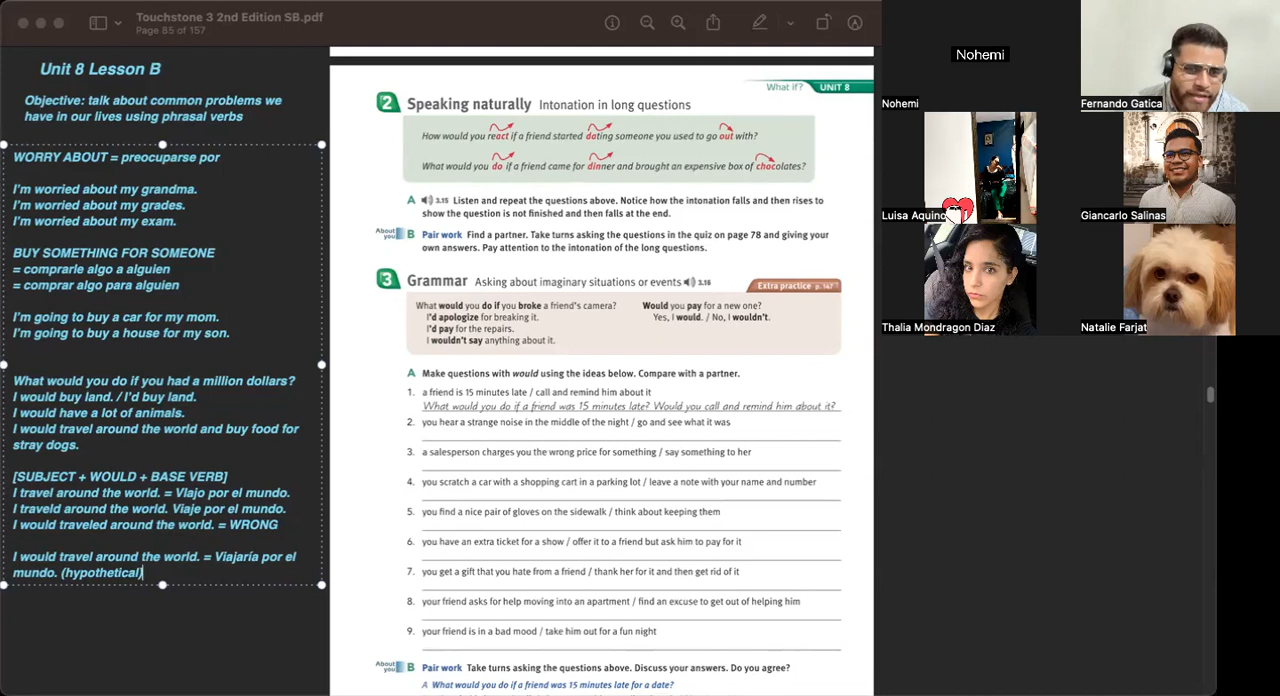 Touchstone 3 2nd Edition SB.pdf
Page 85 of 157
Unit 8 Lesson B
Objective: talk about common problems we
have in our lives using phrasal verbs
WORRY ABOUT = preocuparse por
I'm worried about my grandma.
I'm worried about my grades.
I'm worried about my exam.
BUY SOMETHING FOR SOMEONE
= comprarle algo a alguien
= comprar algo para alguien
I'm going to buy a car for my mom.
I'm going to buy a house for my son.
What would you do if you had a million dollars?
I would buy land. / I'd buy land.
I would have a lot of animals.
I would travel around the world and buy food for
stray dogs.
[SUBJECT + WOULD + BASE VERB]
I travel around the world. = VIajo por el mundo.
I traveld around the world. Viaje por el mundo.
I would traveled around the world. = WRONG
I would travel around the world. = Viajaría por el
mundo. (hypothetical)
What if? UNIT 8
2 Speaking naturally Intonation in long questions
How would you react if a friend started dating someone you used to go out with?
What would you do if a friend came for dinner and brought an expensive box of chocolates?
A 3.15 Listen and repeat the questions above. Notice how the intonation falls and then rises to
show the question is not finished and then falls at the end.
About you B Pair work Find a partner. Take turns asking the questions in the quiz on page 78 and giving your
own answers. Pay attention to the intonation of the long questions.
3 Grammar Asking about imaginary situations or events 3.16
Extra practice p. 147
What would you do if you broke a friend's camera? Would you pay for a new one?
I'd apologize for breaking it. Yes, I would. / No, I wouldn't.
I'd pay for the repairs.
I wouldn't say anything about it.
A Make questions with would using the ideas below. Compare with a partner.
1. a friend is 15 minutes late / call and remind him about it
What would you do if a friend was 15 minutes late? Would you call and remind him about it?
2. you hear a strange noise in the middle of the night / go and see what it was
3. a salesperson charges you the wrong price for something / say something to her
4. you scratch a car with a shopping cart in a parking lot / leave a note with your name and number
5. you find a nice pair of gloves on the sidewalk / think about keeping them
6. you have an extra ticket for a show / offer it to a friend but ask him to pay for it
7. you get a gift that you hate from a friend / thank her for it and then get rid of it
8. your friend asks for help moving into an apartment / find an excuse to get out of helping him
9. your friend is in a bad mood / take him out for a fun night
About you B Pair work Take turns asking the questions above. Discuss your answers. Do you agree?
A What would you do if a friend was 15 minutes late for a date?
Nohemi
Nohemi
Fernando Gatica
Luisa Aquino
Giancarlo Salinas
Thalia Mondragon Diaz
Natalie Farjat